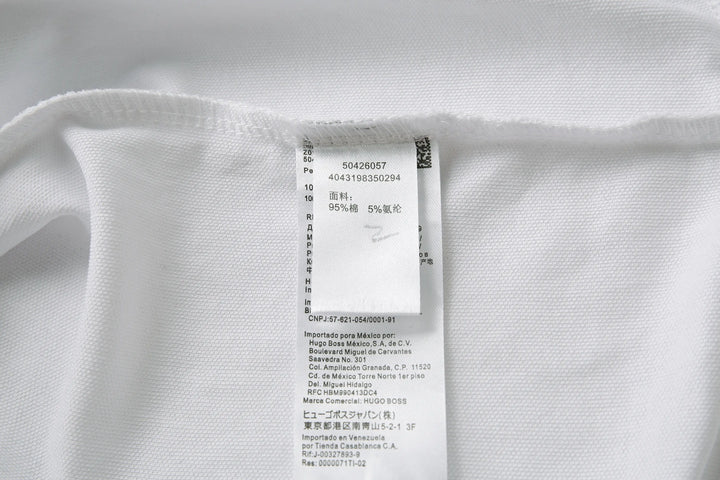 50426057
4043198350294
面料:
95%棉 5%氨纶
CNPJ:57-621-054/0001-91
Importado pora México por:
Hugo Boss México,S.A, de C.V.
Boulevard Miguel de Cervantes
Saavedra No. 301
Col. Ampliación Granada, C.P. 11520
Cd. de México Torre Norte 1er piso
Del. Miguel Hidalgo
RFC HBM990413DC4
Marca Comercial: HUGO BOSS
ヒューゴボスジャパン(株)
東京都港区南青山5-2-1 3F
Importado en Venezuela
por Tienda Casablanca C.A.
Rif:J-00327893-9
Res: 0000071TI-02